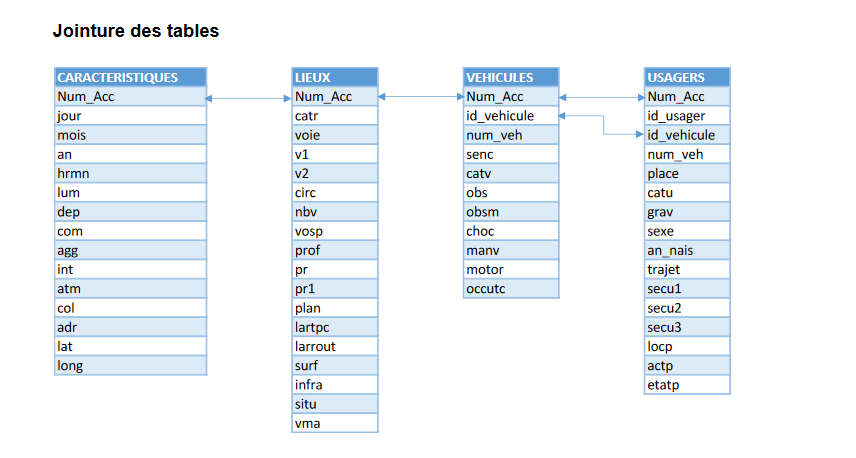 Jointure des tables
CARACTERISTIQUES
Num_Acc
jour
mois
an
hrmn
lum
dep
com
agg
int
atm
col
adr
lat
long
LIEUX
Num_Acc
catr
voie
v1
v2
circ
nbv
vosp
prof
pr
pr1
plan
lartpc
larrout
surf
infra
situ
vma
VEHICULES
Num_Acc
id_vehicule
num_veh
senc
catv
obs
obsm
choc
manv
motor
occutc
USAGERS
Num_Acc
id_usager
id_vehicule
num_veh
place
catu
grav
sexe
an_nais
trajet
secu1
secu2
secu3
locp
actp
etatp